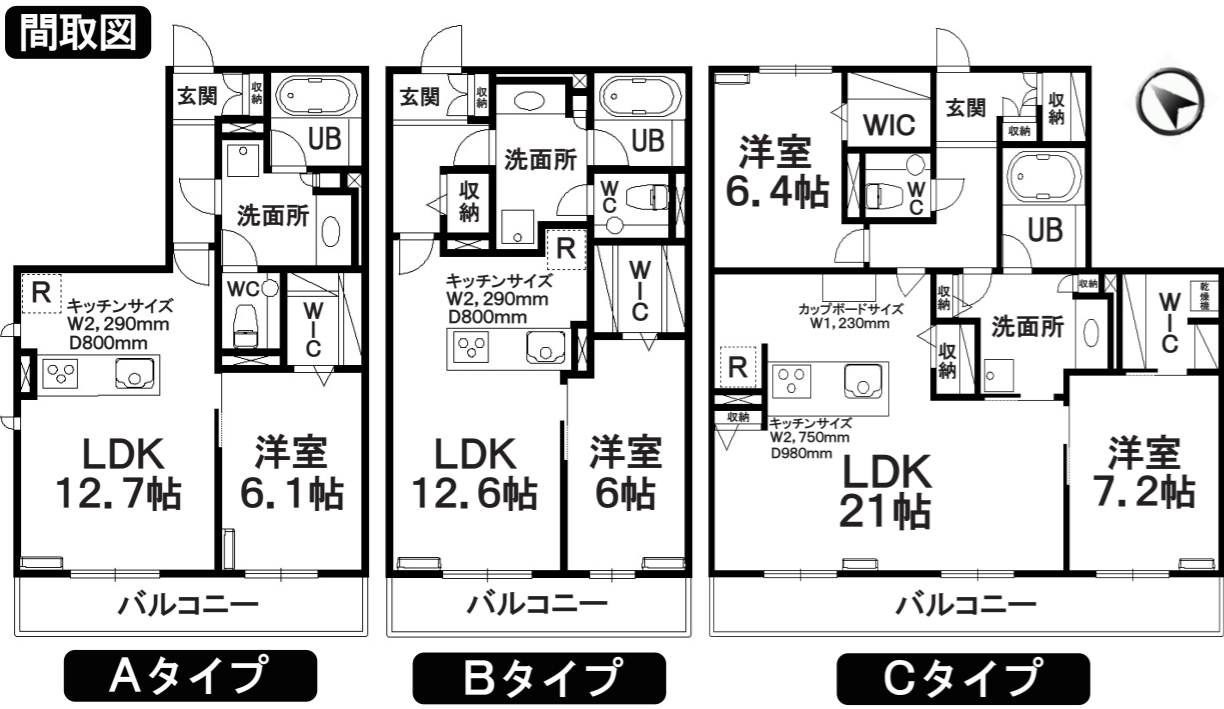 間取図
玄関
収納
UB
洗面所
WC
WIC
R
キッチンサイズ
W2,290mm
D800mm
LDK
12.7帖
洋室
6.1帖
バルコニー
Aタイプ
玄関
収納
UB
洗面所
収納
WC
R
WIC
キッチンサイズ
W2,290mm
D800mm
LDK
12.6帖
洋室
6帖
バルコニー
Bタイプ
洋室
6.4帖
WIC
玄関
収納
収納
WC
UB
カップボードサイズ
W1,230mm
収納
収納
洗面所
収納
WIC
乾燥機
R
収納
キッチンサイズ
W2,750mm
D980mm
LDK
21帖
洋室
7.2帖
バルコニー
Cタイプ